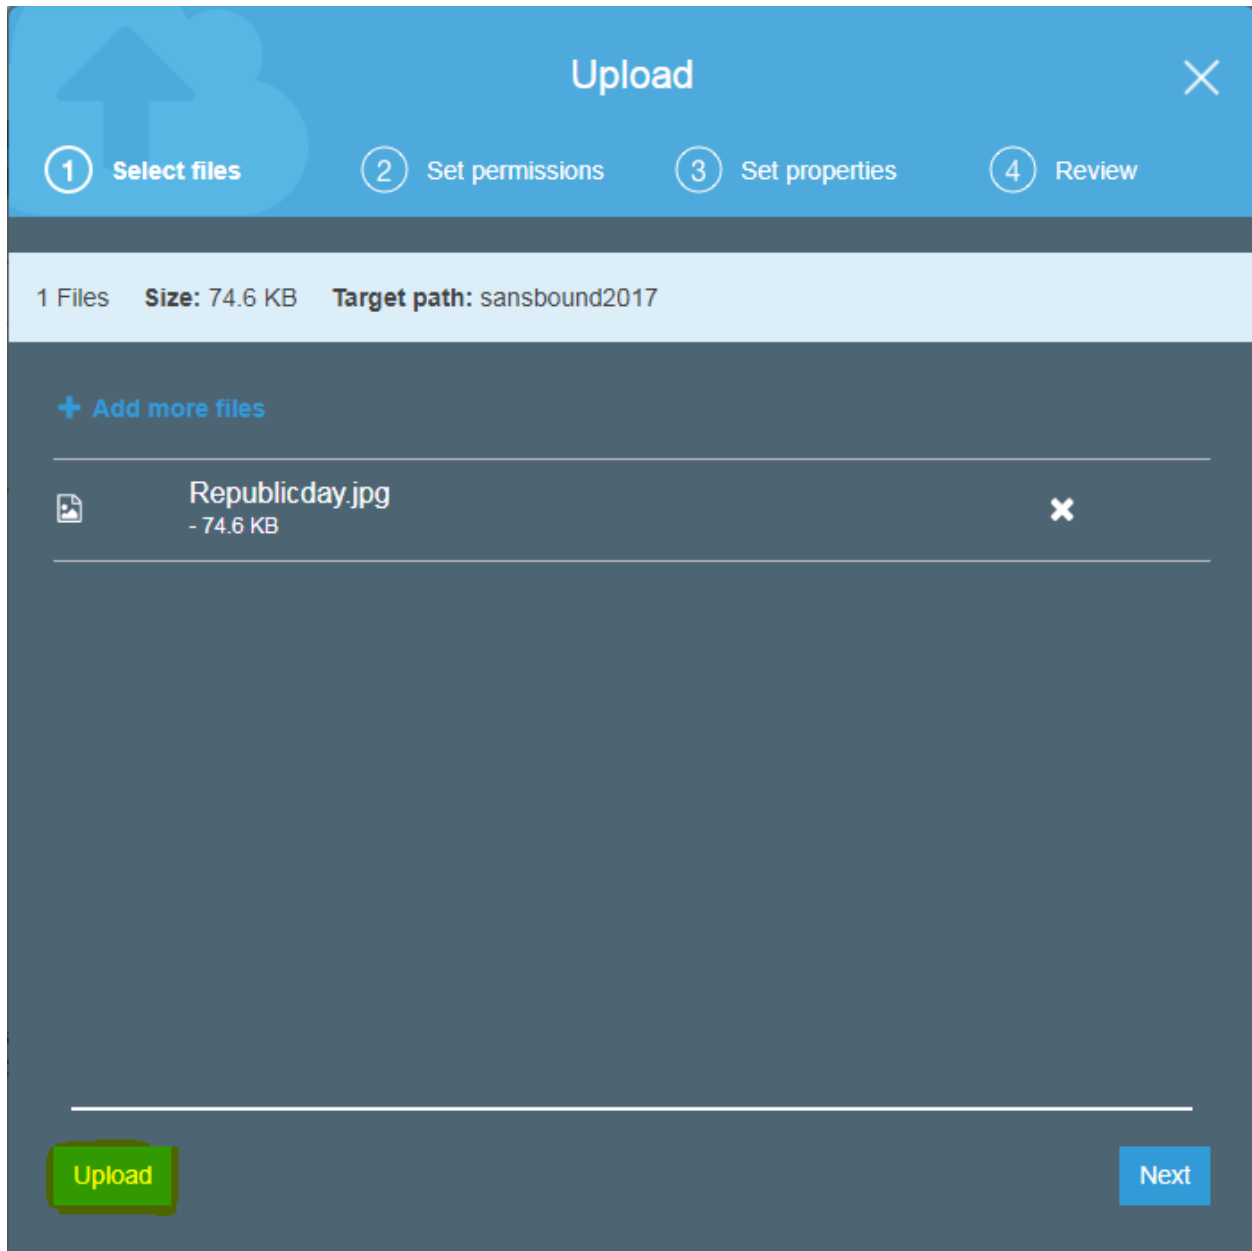 Upload
1 Select files 2 Set permissions 3 Set properties 4 Review
1 Files Size: 74.6 KB Target path: sansbound2017
+ Add more files
Republicday.jpg
- 74.6 KB
Upload Next